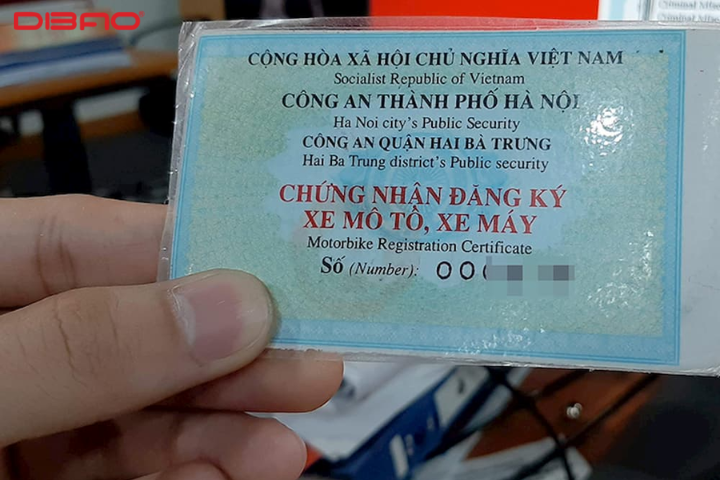 DIBAO
CỘNG HÒA XÃ HỘI CHỦ NGHĨA VIỆT NAM
Socialist Republic of Vietnam
CÔNG AN THÀNH PHỐ HÀ NỘI
Ha Noi city's Public Security
CÔNG AN QUẬN HAI BÀ TRƯNG
Hai Ba Trung district's Public security
CHỨNG NHẬN ĐĂNG KÝ
XE MÔ TÔ, XE MÁY
Motorbike Registration Certificate
Số (Number): 00